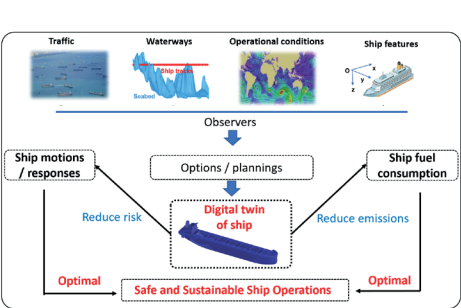 Traffic
Waterways
Operational conditions
Ship features
Ship tracks
Seabed
O
x
y
z
Observers
Options / plannings
Ship motions
/ responses
Ship fuel
consumption
Digital twin
of ship
Reduce risk
Reduce emissions
Optimal
Optimal
Safe and Sustainable Ship Operations